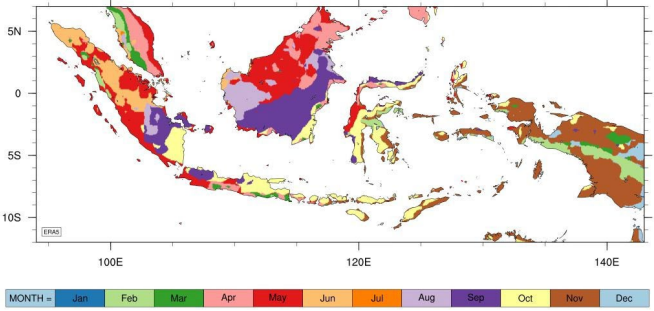 5N
0
5S
10S
ERA5
100E 120E 140E
MONTH = Jan Feb Mar Apr May Jun Jul Aug Sep Oct Nov Dec